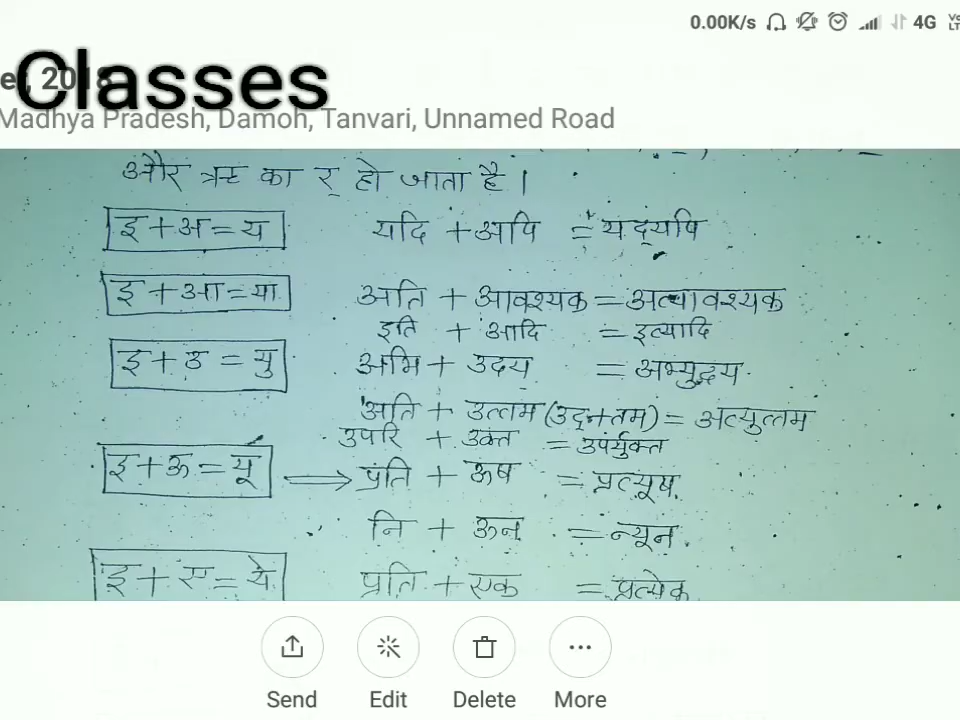 0.00K/s 4G
Classes
Madhya Pradesh, Damoh, Tanvari, Unnamed Road
और ऋ का र् हो जाता है।
इ+अ=य यदि +अपि =यद्यपि
इ+आ=या अति + आवश्यक=अत्यावश्यक
इति + आदि =इत्यादि
इ+उ=यु अभि+ उदय =अभ्युदय
अति + उत्तम (उद्+तम)= अत्युत्तम
उपरि + उक्त =उपर्युक्त
इ+ऊ=यू प्रति + ऊष =प्रत्यूष
नि + ऊन =न्यून
इ+ए=ये प्रति +एक =प्रत्येक
Send Edit Delete More